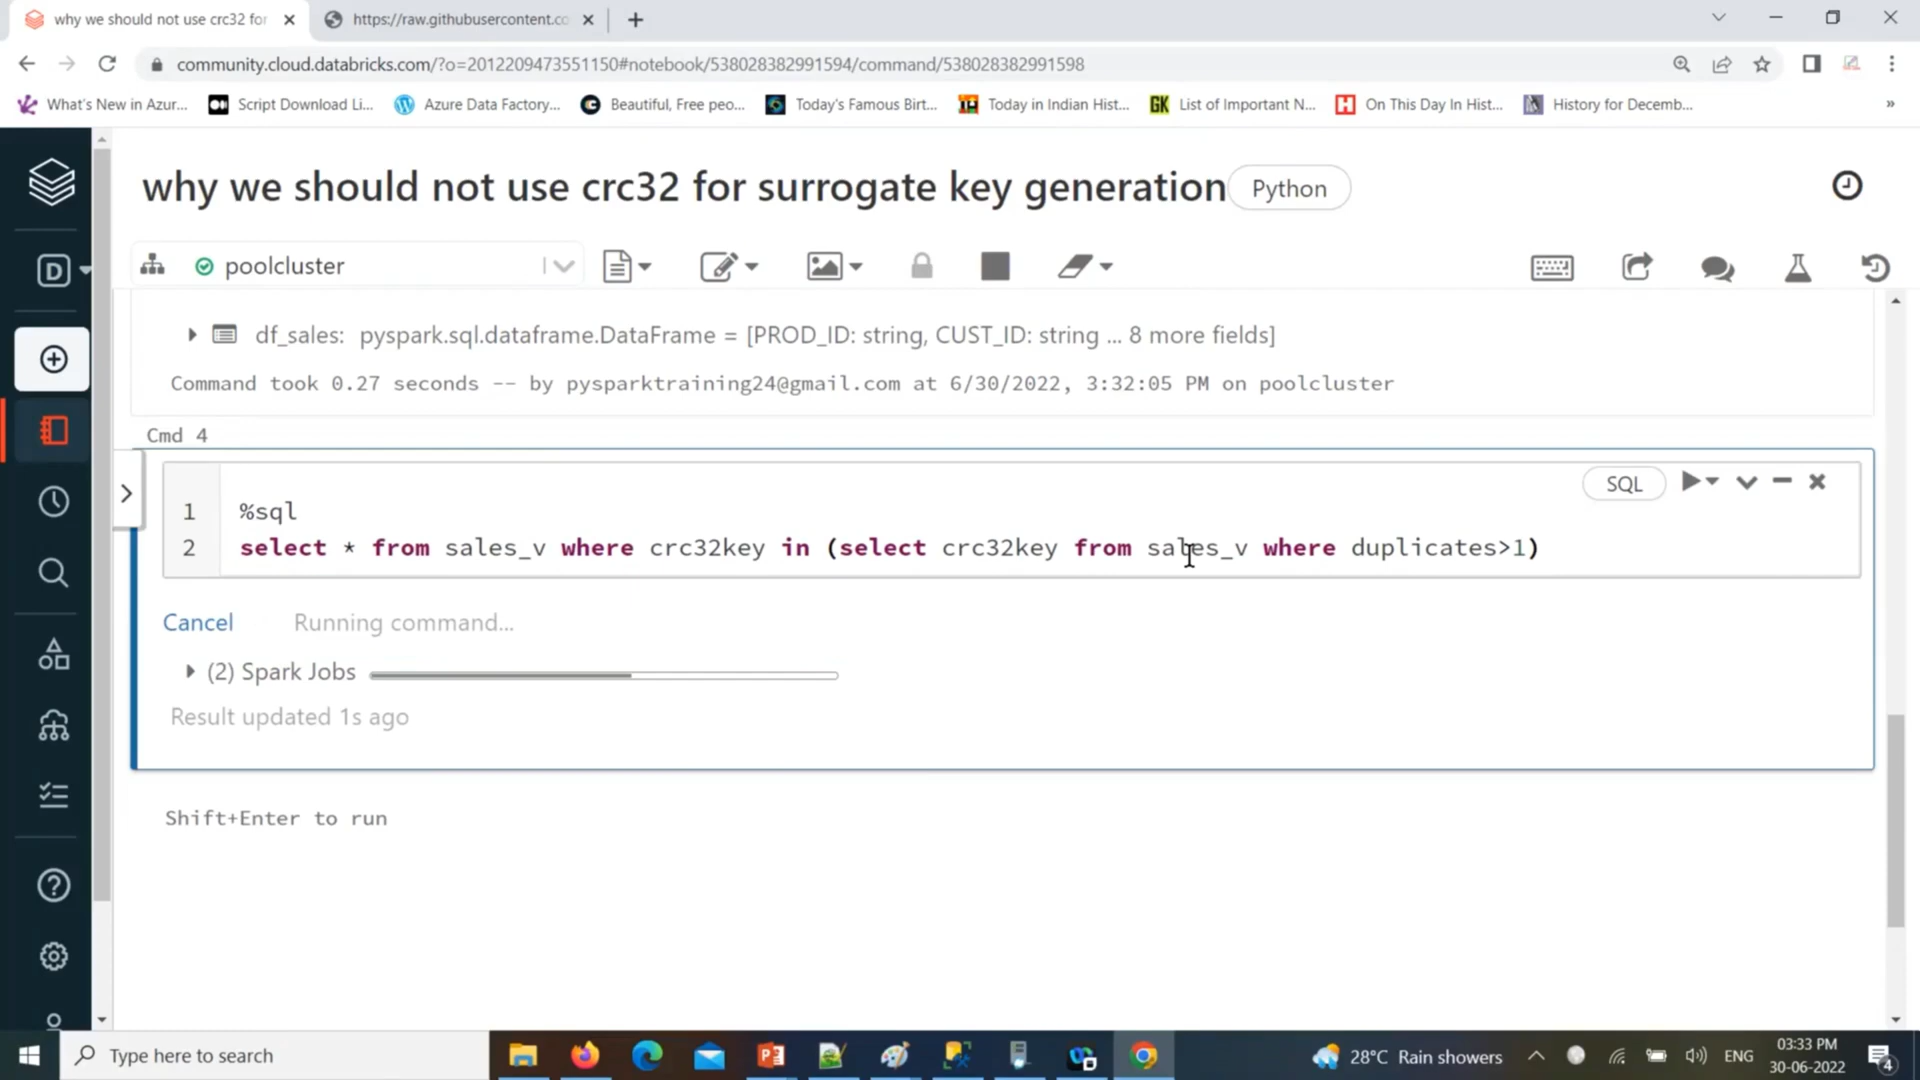 why we should not use crc32 for
https://raw.githubusercontent.co
community.cloud.databricks.com/?o=2012209473551150#notebook/538028382991594/command/538028382991598
What's New in Azur...
Script Download Li...
Azure Data Factory...
Beautiful, Free peo...
Today's Famous Birt...
Today in Indian Hist...
GK List of Important N...
H On This Day In Hist...
History for Decemb...
»
why we should not use crc32 for surrogate key generation Python
D
poolcluster
df_sales: pyspark.sql.dataframe.DataFrame = [PROD_ID: string, CUST_ID: string ... 8 more fields]
Command took 0.27 seconds -- by pysparktraining24@gmail.com at 6/30/2022, 3:32:05 PM on poolcluster
Cmd 4
SQL
1 %sql
2 select * from sales_v where crc32key in (select crc32key from sales_v where duplicates>1)
Cancel Running command...
(2) Spark Jobs
Result updated 1s ago
Shift+Enter to run
Type here to search
28°C Rain showers
ENG
03:33 PM
30-06-2022
4